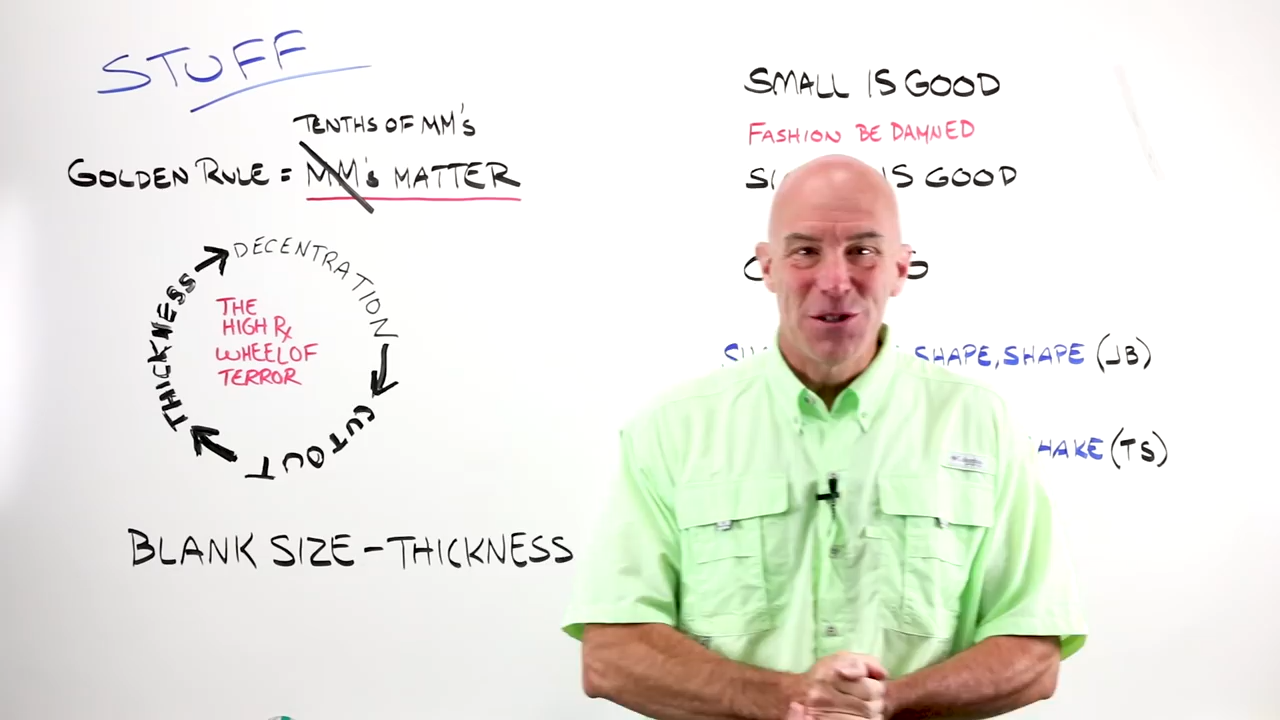 STUFF
TENTHS OF MM'S
GOLDEN RULE = MM's MATTER
DECENTRATION
CUTOUT
THICKNESS
THE
HIGH Rx
WHEEL OF
TERROR
BLANK SIZE - THICKNESS
SMALL IS GOOD
FASHION BE DAMNED
IS GOOD
SHAPE, SHAPE (JB)
(TS)
Columbia